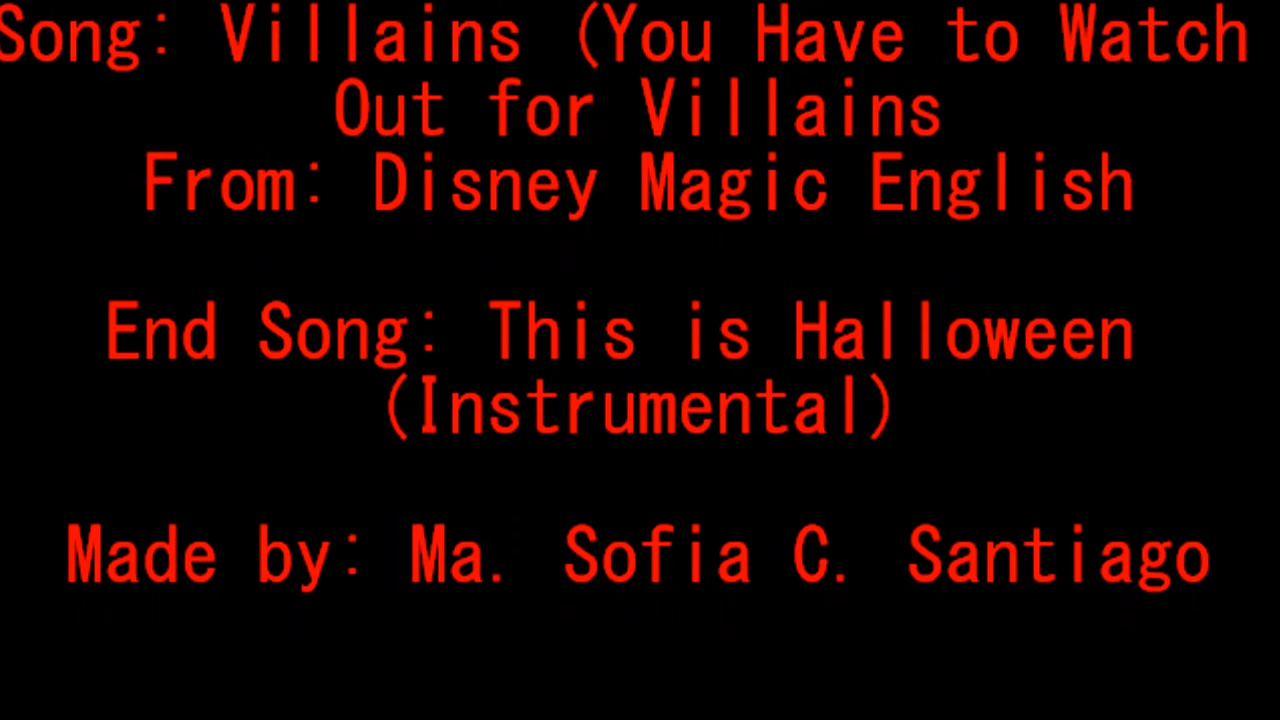 Song: Villains (You Have to Watch
Out for Villains
From: Disney Magic English
End Song: This is Halloween
(Instrumental)
Made by: Ma. Sofia C. Santiago